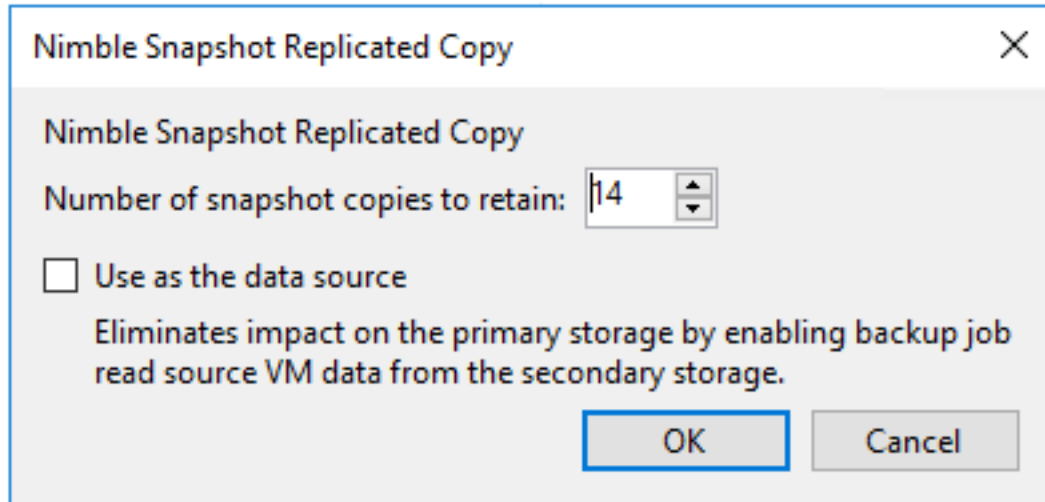 Nimble Snapshot Replicated Copy
Nimble Snapshot Replicated Copy
Number of snapshot copies to retain: 14
Use as the data source
Eliminates impact on the primary storage by enabling backup job
read source VM data from the secondary storage.
OK Cancel